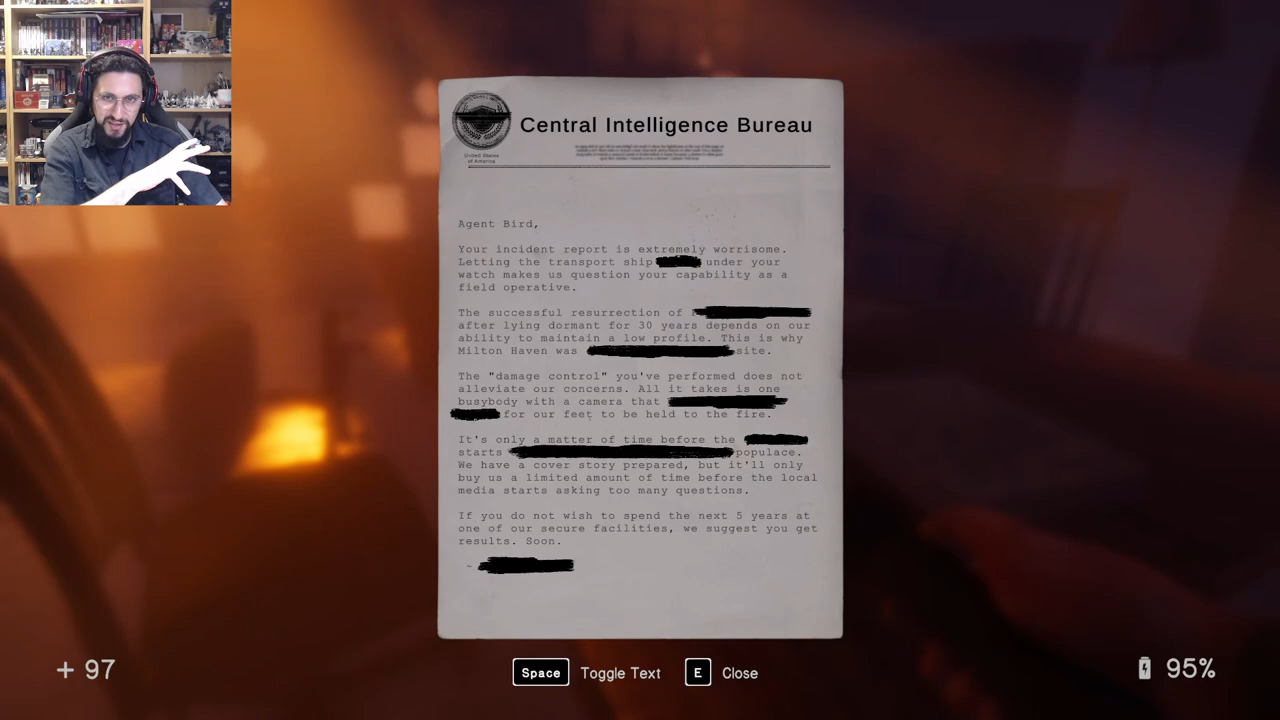 Central Intelligence Bureau
United States
of America
Agent Bird,
Your incident report is extremely worrisome.
Letting the transport ship under your
watch makes us question your capability as a
field operative.
The successful resurrection of
after lying dormant for 30 years depends on our
ability to maintain a low profile. This is why
Milton Haven was site.
The "damage control" you've performed does not
alleviate our concerns. All it takes is one
busybody with a camera that
for our feet to be held to the fire.
It's only a matter of time before the
starts populace.
We have a cover story prepared, but it'll only
buy us a limited amount of time before the local
media starts asking too many questions.
If you do not wish to spend the next 5 years at
one of our secure facilities, we suggest you get
results. Soon.
~
+ 97
Space Toggle Text E Close
95%